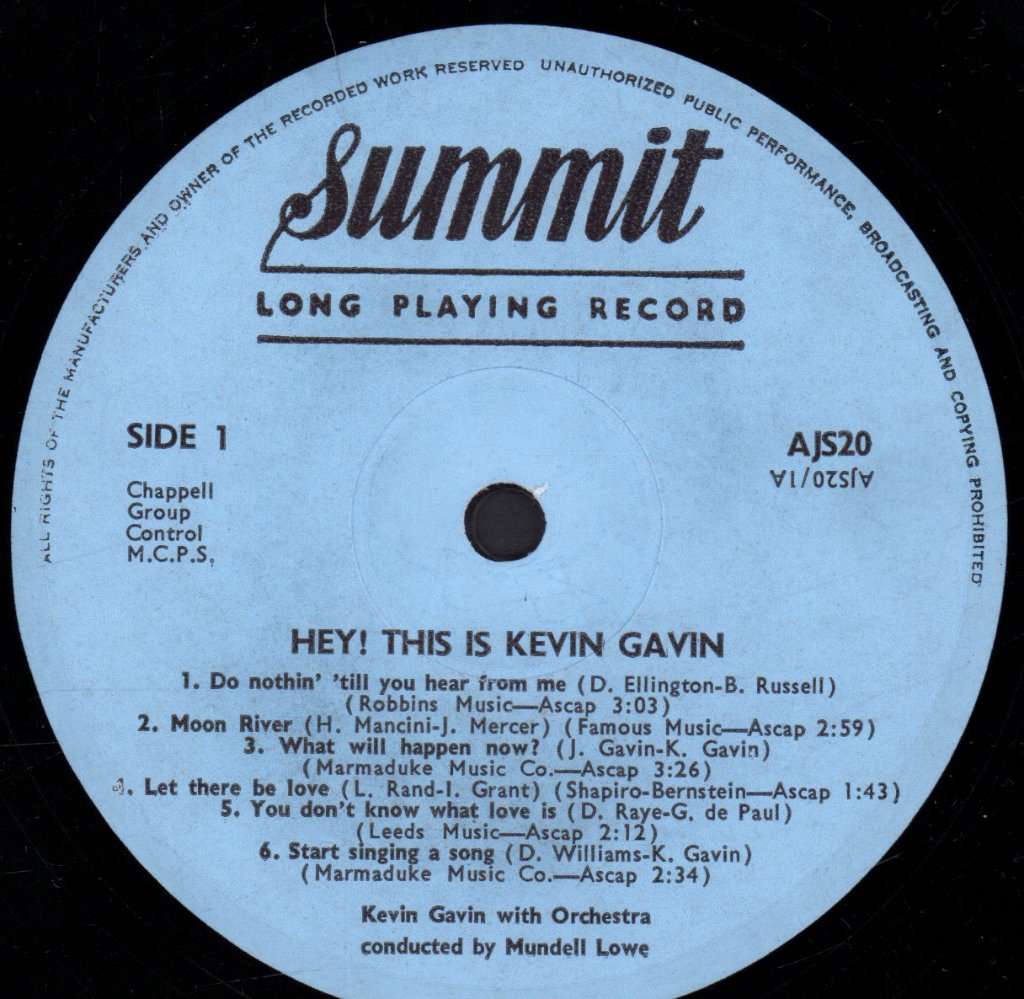 ALL RIGHTS OF THE MANUFACTURERS AND OWNER OF THE RECORDED WORK RESERVED UNAUTHORIZED PUBLIC PERFORMANCE, BROADCASTING AND COPYING PROHIBITED
Summit
LONG PLAYING RECORD
SIDE 1
AJS20
AJS20/1A
Chappell
Group
Control
M.C.P.S.
HEY! THIS IS KEVIN GAVIN
1. Do nothin' 'till you hear from me (D. Ellington-B. Russell)
(Robbins Music—Ascap 3:03)
2. Moon River (H. Mancini-J. Mercer) (Famous Music—Ascap 2:59)
3. What will happen now? (J. Gavin-K. Gavin)
(Marmaduke Music Co.—Ascap 3:26)
4. Let there be love (L. Rand-I. Grant) (Shapiro-Bernstein—Ascap 1:43)
5. You don't know what love is (D. Raye-G. de Paul)
(Leeds Music—Ascap 2:12)
6. Start singing a song (D. Williams-K. Gavin)
(Marmaduke Music Co.—Ascap 2:34)
Kevin Gavin with Orchestra
conducted by Mundell Lowe